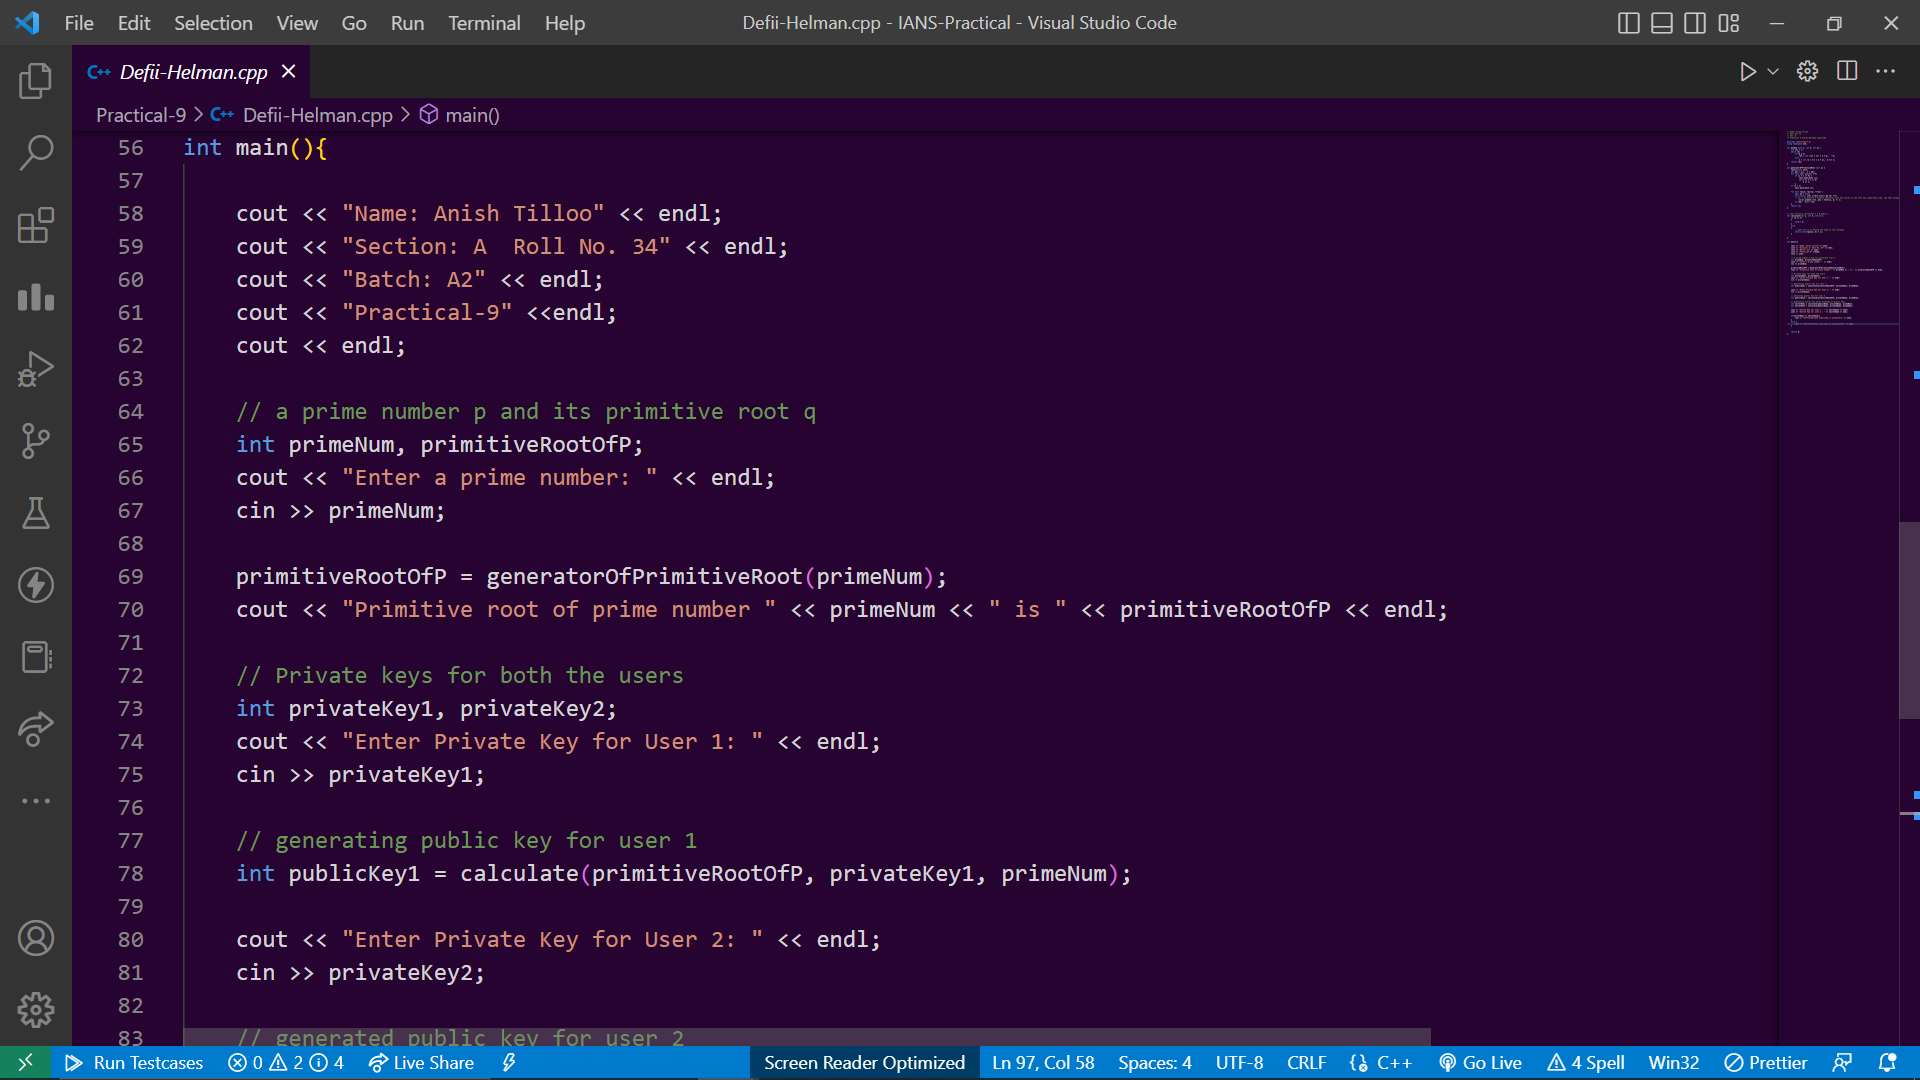 File Edit Selection View Go Run Terminal Help Defii-Helman.cpp - IANS-Practical - Visual Studio Code
C++ Defii-Helman.cpp
Practical-9 > C++ Defii-Helman.cpp > main()
56 int main(){
57
58 cout << "Name: Anish Tilloo" << endl;
59 cout << "Section: A  Roll No. 34" << endl;
60 cout << "Batch: A2" << endl;
61 cout << "Practical-9" <<endl;
62 cout << endl;
63
64 // a prime number p and its primitive root q
65 int primeNum, primitiveRootOfP;
66 cout << "Enter a prime number: " << endl;
67 cin >> primeNum;
68
69 primitiveRootOfP = generatorOfPrimitiveRoot(primeNum);
70 cout << "Primitive root of prime number " << primeNum << " is " << primitiveRootOfP << endl;
71
72 // Private keys for both the users
73 int privateKey1, privateKey2;
74 cout << "Enter Private Key for User 1: " << endl;
75 cin >> privateKey1;
76
77 // generating public key for user 1
78 int publicKey1 = calculate(primitiveRootOfP, privateKey1, primeNum);
79
80 cout << "Enter Private Key for User 2: " << endl;
81 cin >> privateKey2;
82
83 // generated public key for user 2
Run Testcases 0 2 4 Live Share Screen Reader Optimized Ln 97, Col 58 Spaces: 4 UTF-8 CRLF C++ Go Live 4 Spell Win32 Prettier